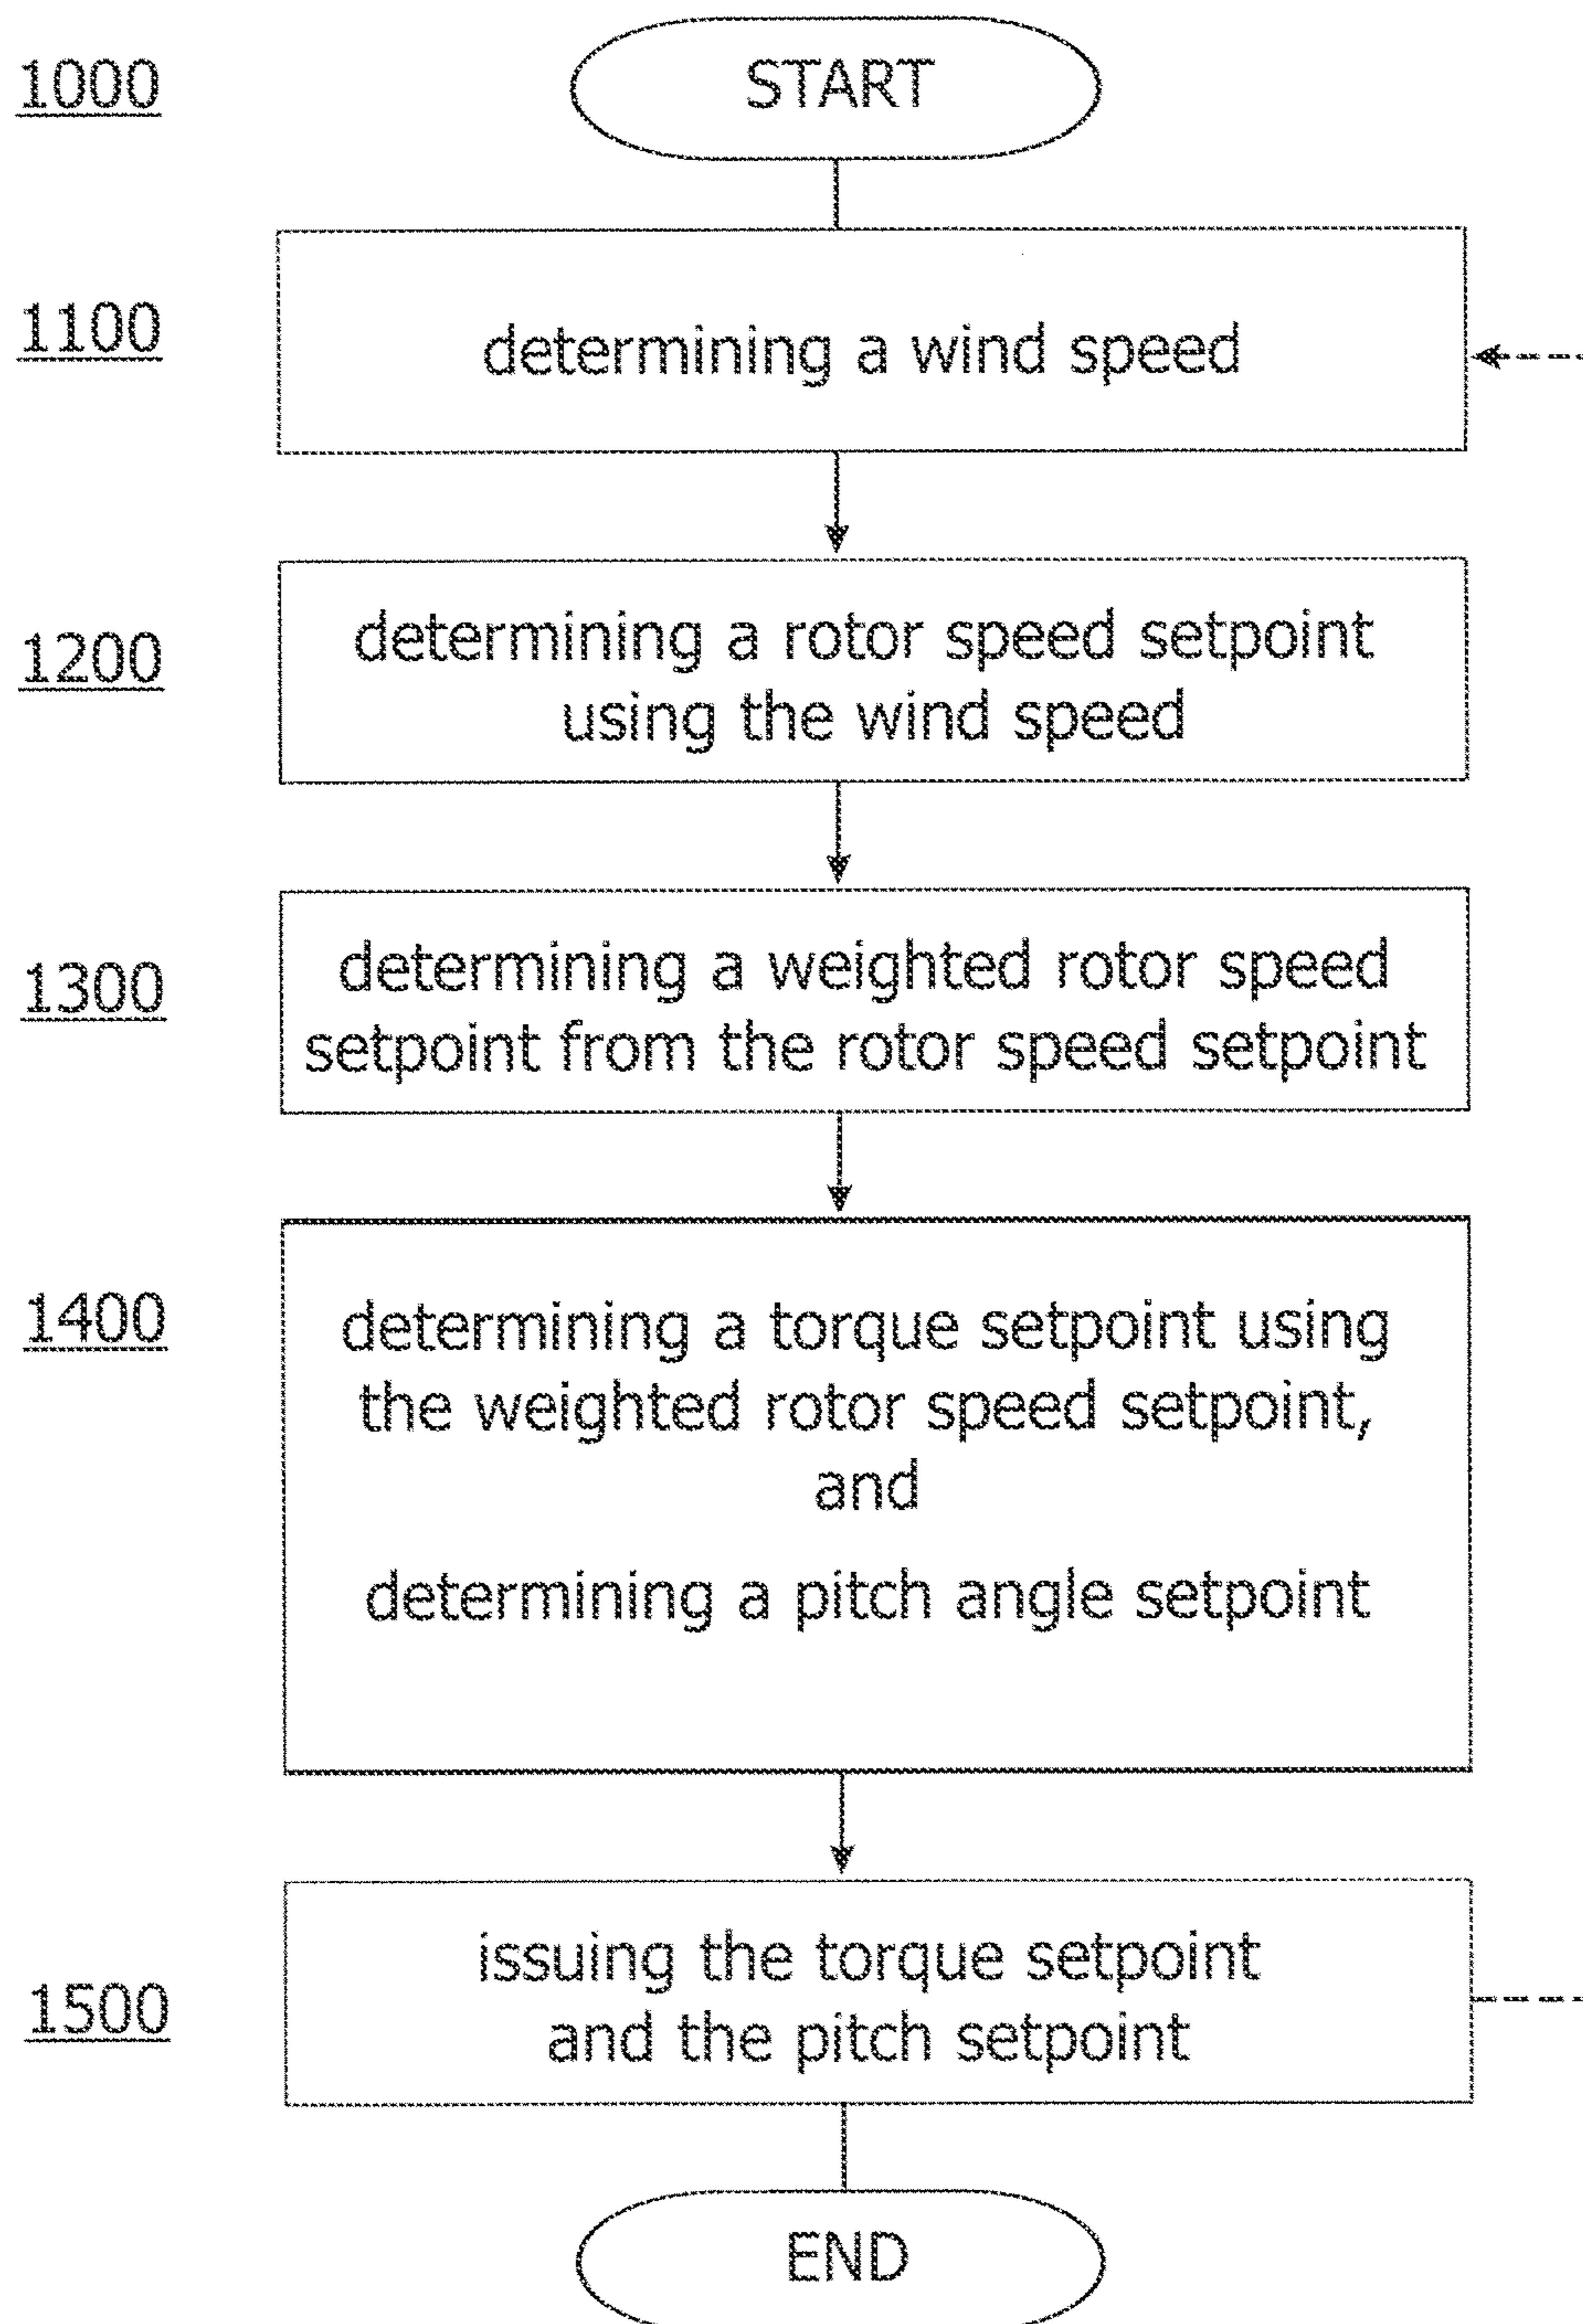 1000
START
1100
determining a wind speed
1200
determining a rotor speed setpoint
using the wind speed
1300
determining a weighted rotor speed
setpoint from the rotor speed setpoint
1400
determining a torque setpoint using
the weighted rotor speed setpoint,
and
determining a pitch angle setpoint
1500
issuing the torque setpoint
and the pitch setpoint
END